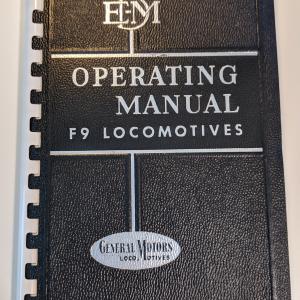 EMD
OPERATING
MANUAL
F9 LOCOMOTIVES
GENERAL MOTORS
LOCOMOTIVES